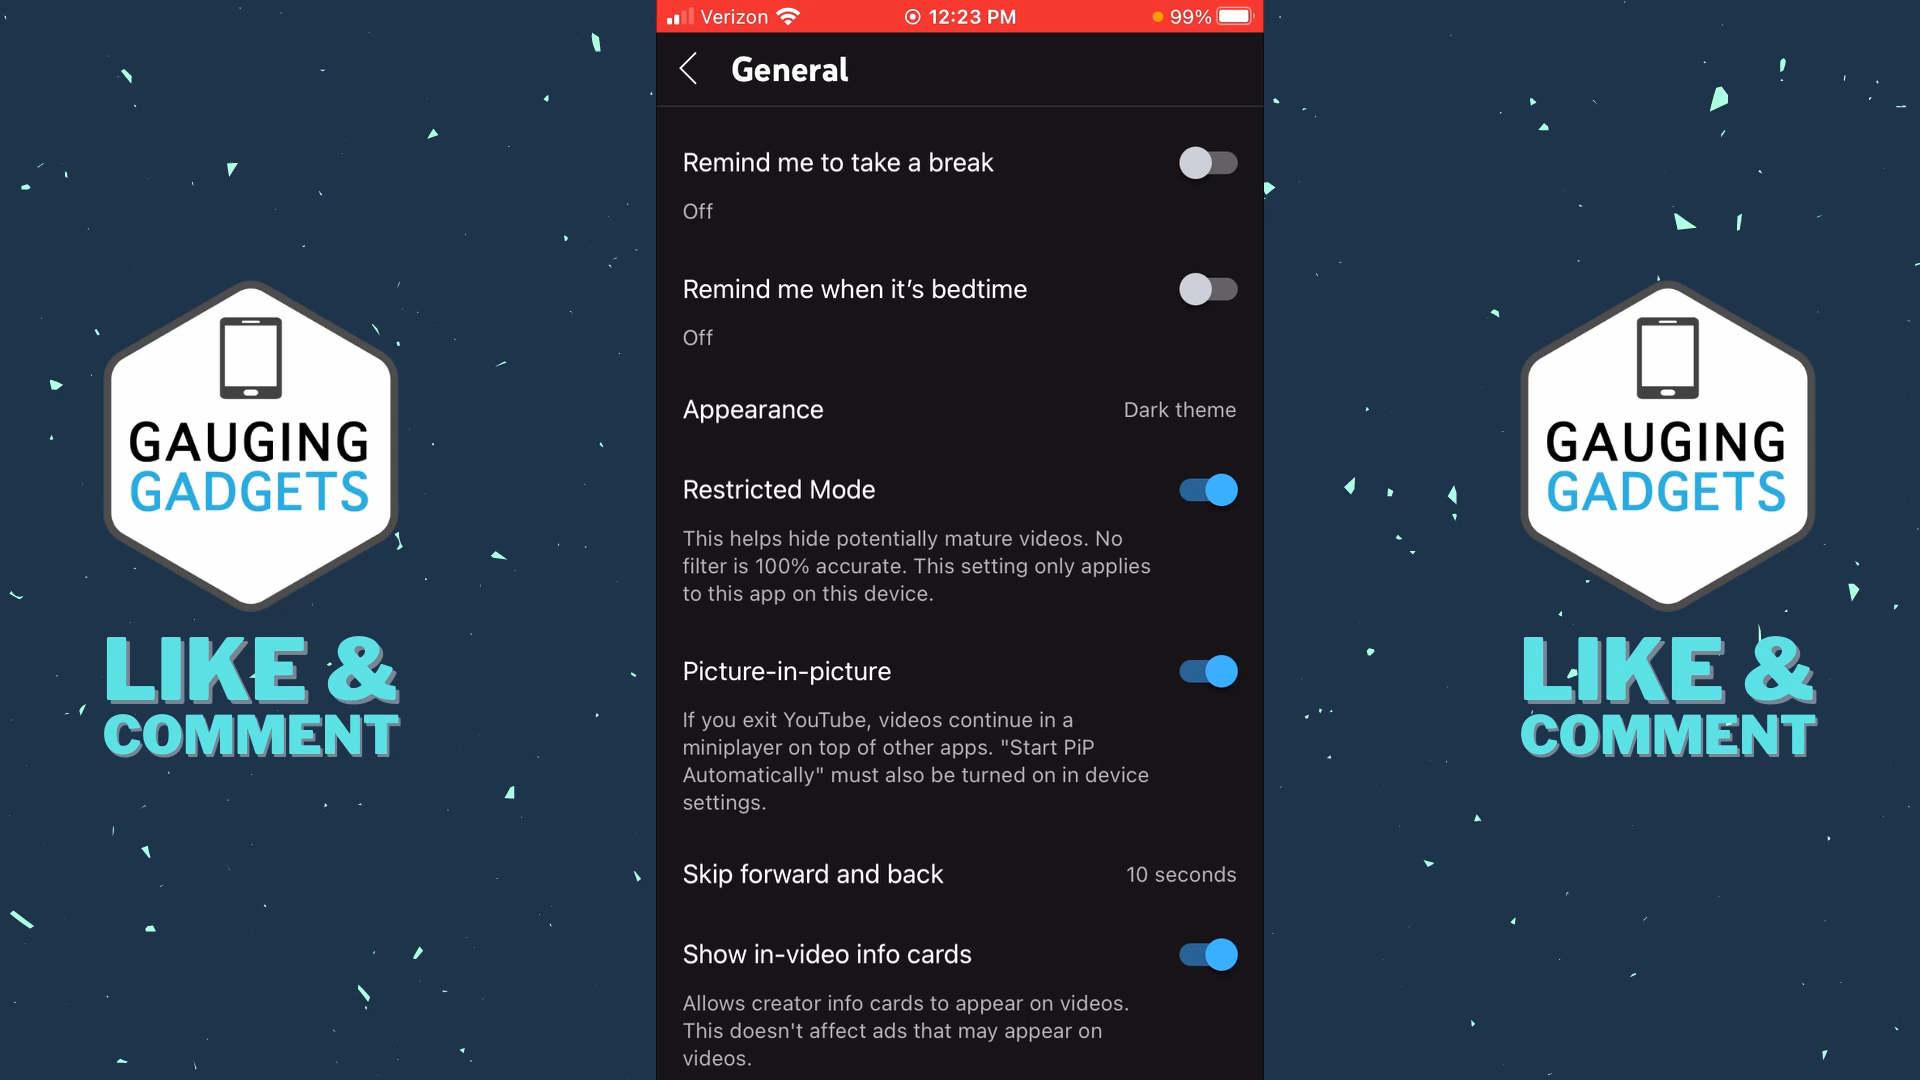 Verizon 12:23 PM 99%
General
Remind me to take a break
Off
Remind me when it’s bedtime
Off
Appearance Dark theme
Restricted Mode
This helps hide potentially mature videos. No
filter is 100% accurate. This setting only applies
to this app on this device.
Picture-in-picture
If you exit YouTube, videos continue in a
miniplayer on top of other apps. "Start PiP
Automatically" must also be turned on in device
settings.
Skip forward and back 10 seconds
Show in-video info cards
Allows creator info cards to appear on videos.
This doesn't affect ads that may appear on
videos.
GAUGING
GADGETS
LIKE &
COMMENT
GAUGING
GADGETS
LIKE &
COMMENT